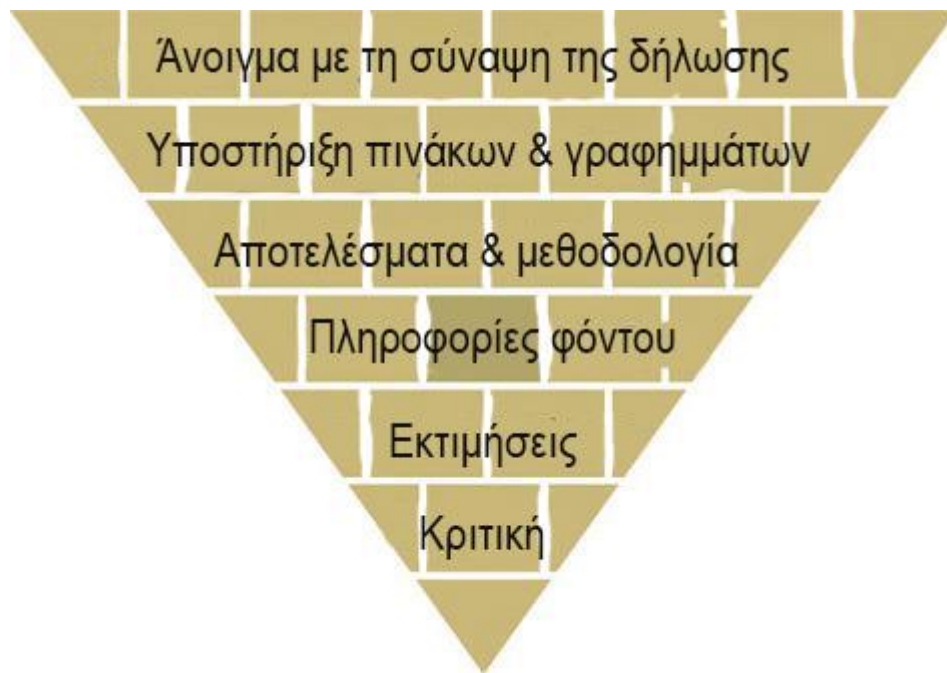 Άνοιγμα με τη σύναψη της δήλωσης
Υποστήριξη πινάκων & γραφημμάτων
Αποτελέσματα & μεθοδολογία
Πληροφορίες φόντου
Εκτιμήσεις
Κριτική